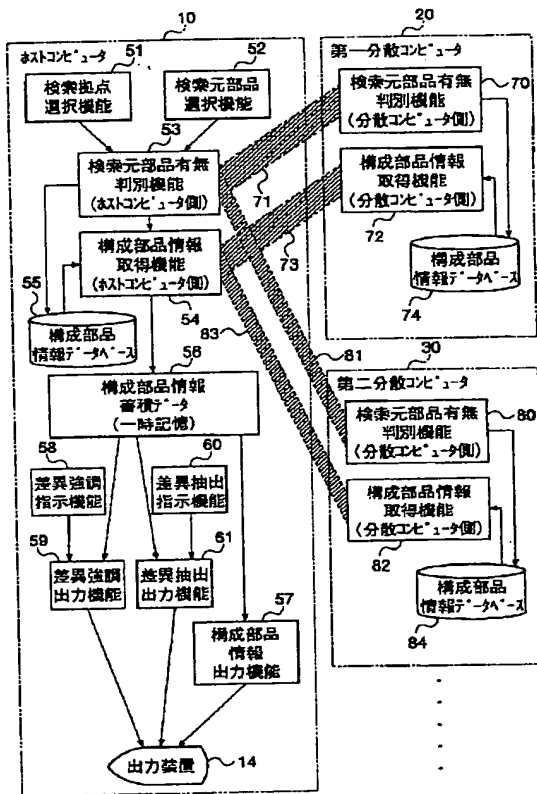 10
ホストコンピュータ
51
検索拠点
選択機能
52
検索元部品
選択機能
53
検索元部品有無
判別機能
(ホストコンピュータ側)
構成部品情報
取得機能
(ホストコンピュータ側)
54
55
構成部品
情報データベース
56
構成部品情報
蓄積データ
(一時記憶)
58
差異強調
指示機能
60
差異抽出
指示機能
59
差異強調
出力機能
61
差異抽出
出力機能
57
構成部品
情報
出力機能
出力装置
14
71
73
83
81
20
第一分散コンピュータ
検索元部品有無
判別機能
(分散コンピュータ側)
70
構成部品情報
取得機能
(分散コンピュータ側)
72
構成部品
情報データベース
74
30
第二分散コンピュータ
検索元部品有無
判別機能
(分散コンピュータ側)
80
構成部品情報
取得機能
(分散コンピュータ側)
82
構成部品
情報データベース
84